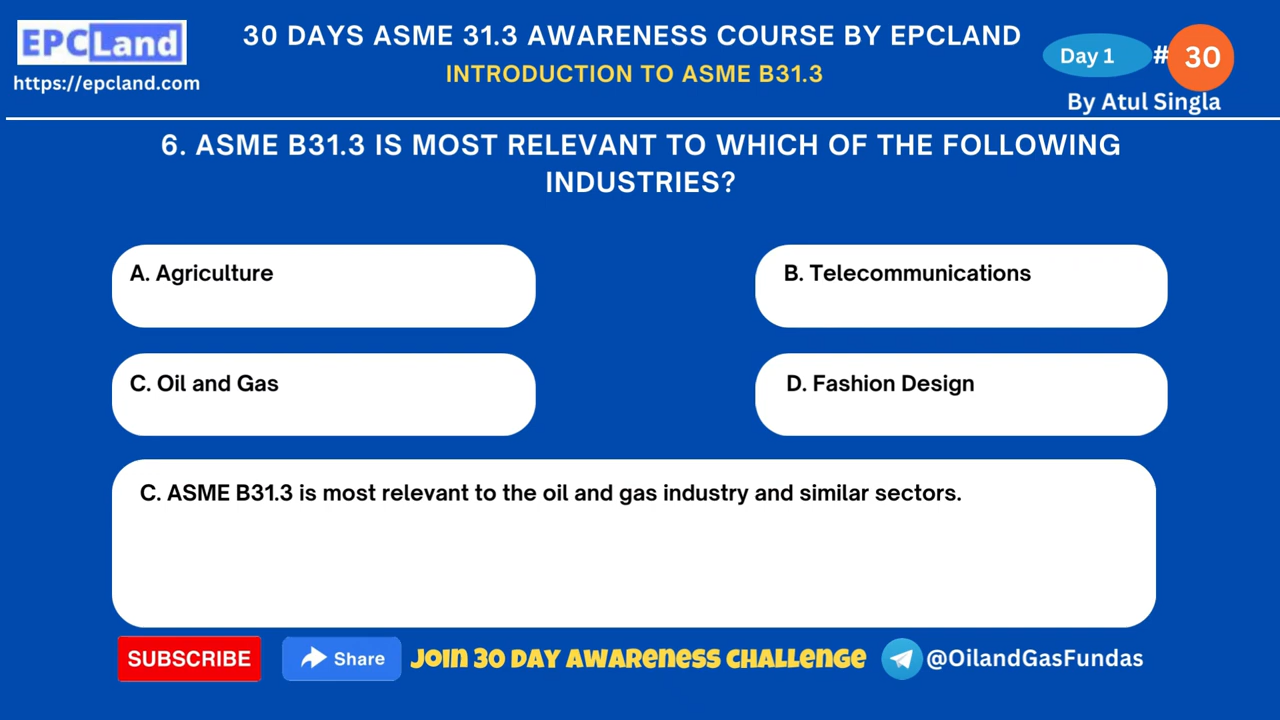 EPCLand
https://epcland.com
30 DAYS ASME 31.3 AWARENESS COURSE BY EPCLAND
INTRODUCTION TO ASME B31.3
Day 1 # 30
By Atul Singla
6. ASME B31.3 IS MOST RELEVANT TO WHICH OF THE FOLLOWING
INDUSTRIES?
A. Agriculture
B. Telecommunications
C. Oil and Gas
D. Fashion Design
C. ASME B31.3 is most relevant to the oil and gas industry and similar sectors.
SUBSCRIBE
Share
Join 30 Day Awareness Challenge
@OilandGasFundas